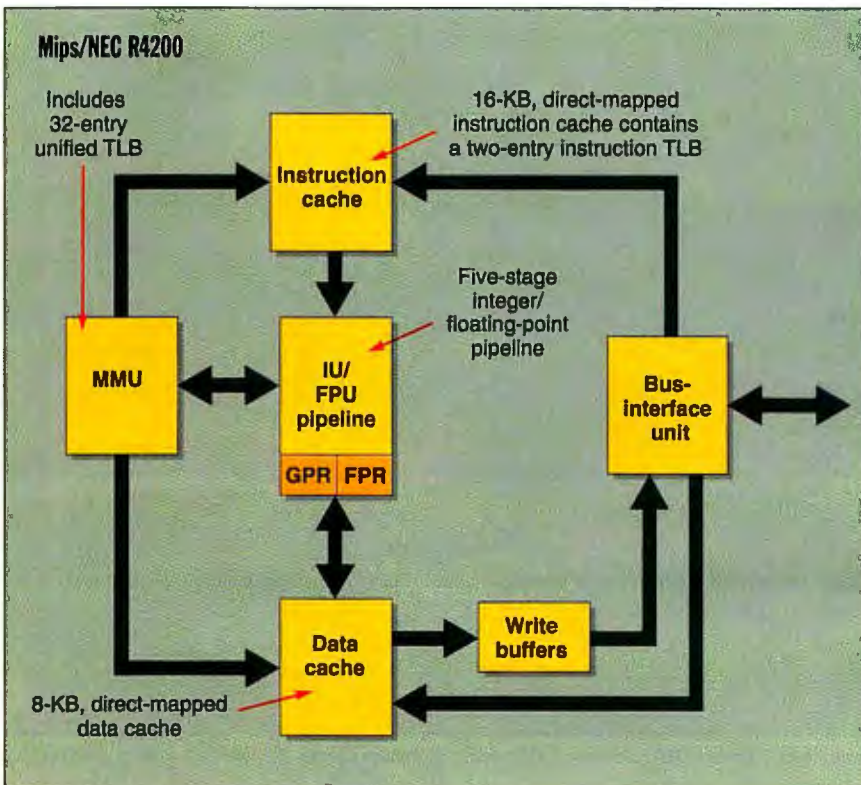 Mips/NEC R4200
Includes
32-entry
unified TLB
16-KB, direct-mapped
instruction cache contains
a two-entry instruction TLB
Instruction
cache
Five-stage
integer/
floating-point
pipeline
MMU
IU/
FPU
pipeline
GPR FPR
Bus-
interface
unit
Data
cache
Write
buffers
8-KB, direct-mapped
data cache